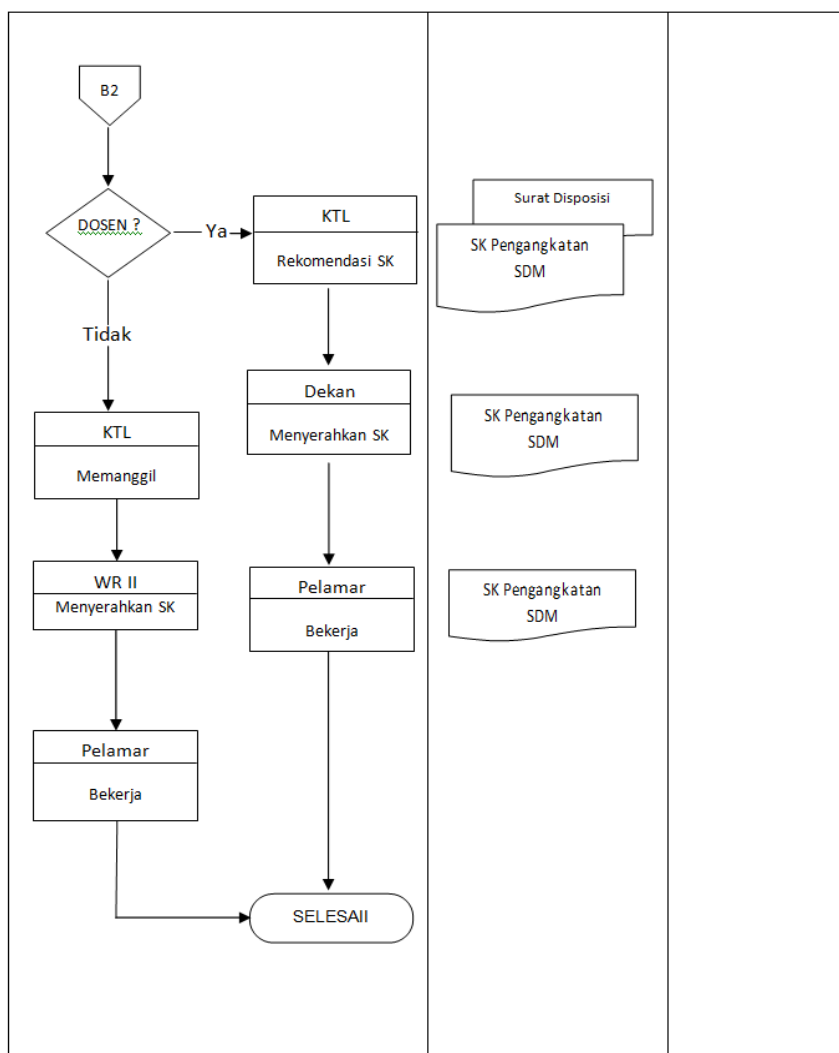 B2
DOSEN ?
Ya
KTL
Rekomendasi SK
Surat Disposisi
SK Pengangkatan
SDM
Tidak
Dekan
Menyerahkan SK
SK Pengangkatan
SDM
KTL
Memanggil
WR II
Menyerahkan SK
Pelamar
Bekerja
SK Pengangkatan
SDM
Pelamar
Bekerja
SELESAII